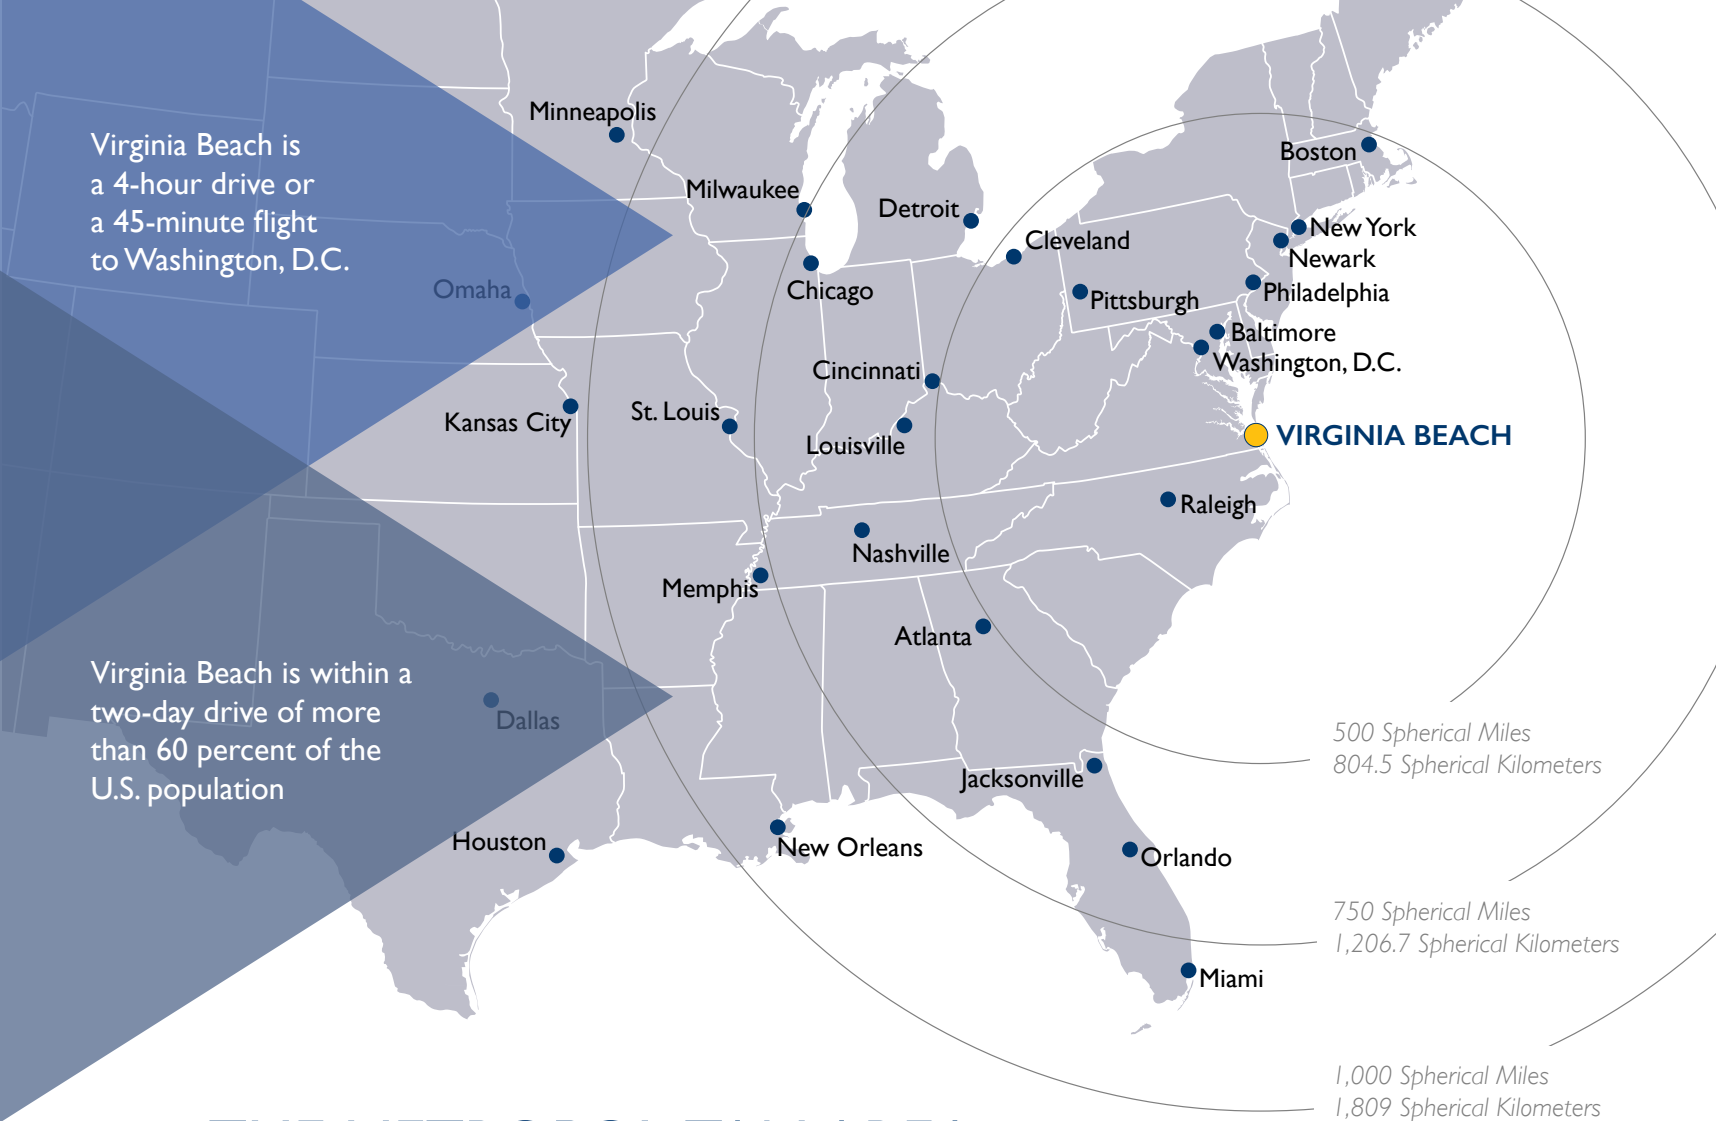 Virginia Beach is
a 4-hour drive or
a 45-minute flight
to Washington, D.C.
Virginia Beach is within a
two-day drive of more
than 60 percent of the
U.S. population
Minneapolis
Milwaukee
Detroit
Boston
New York
Newark
Cleveland
Omaha
Chicago
Pittsburgh
Philadelphia
Baltimore
Washington, D.C.
Cincinnati
Kansas City
St. Louis
Louisville
VIRGINIA BEACH
Raleigh
Nashville
Memphis
Atlanta
Dallas
Jacksonville
Houston
New Orleans
Orlando
Miami
500 Spherical Miles
804.5 Spherical Kilometers
750 Spherical Miles
1,206.7 Spherical Kilometers
1,000 Spherical Miles
1,809 Spherical Kilometers